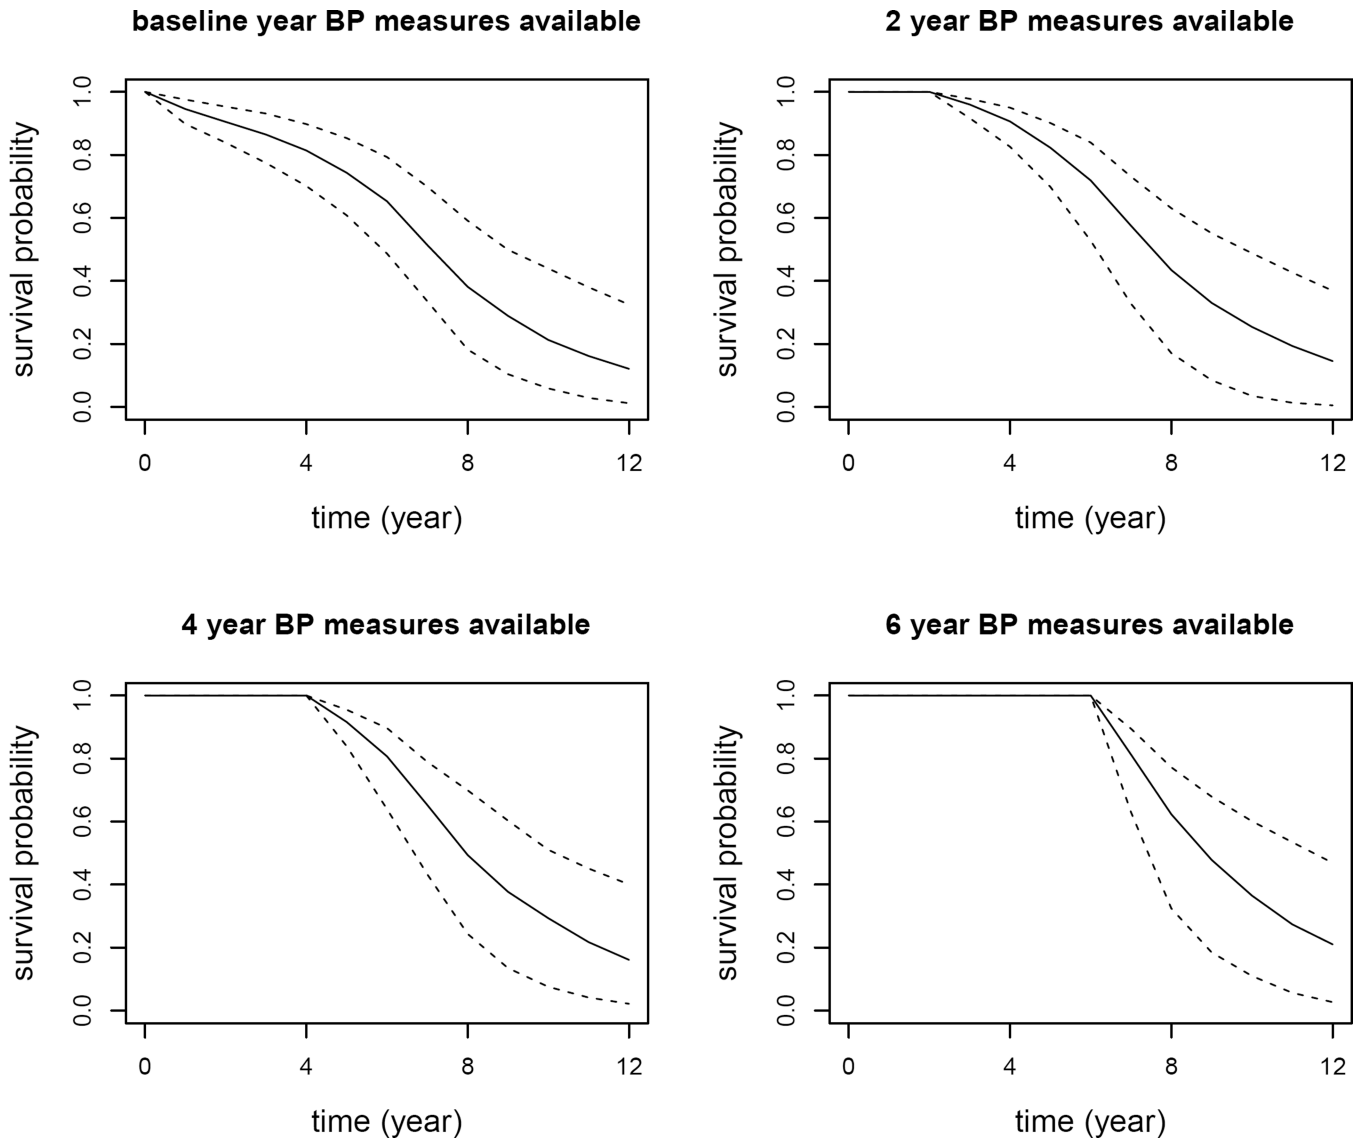 baseline year BP measures available
survival probability
1.0
0.8
0.6
0.4
0.2
0.0
0 4 8 12
time (year)
2 year BP measures available
survival probability
1.0
0.8
0.6
0.4
0.2
0.0
0 4 8 12
time (year)
4 year BP measures available
survival probability
1.0
0.8
0.6
0.4
0.2
0.0
0 4 8 12
time (year)
6 year BP measures available
survival probability
1.0
0.8
0.6
0.4
0.2
0.0
0 4 8 12
time (year)